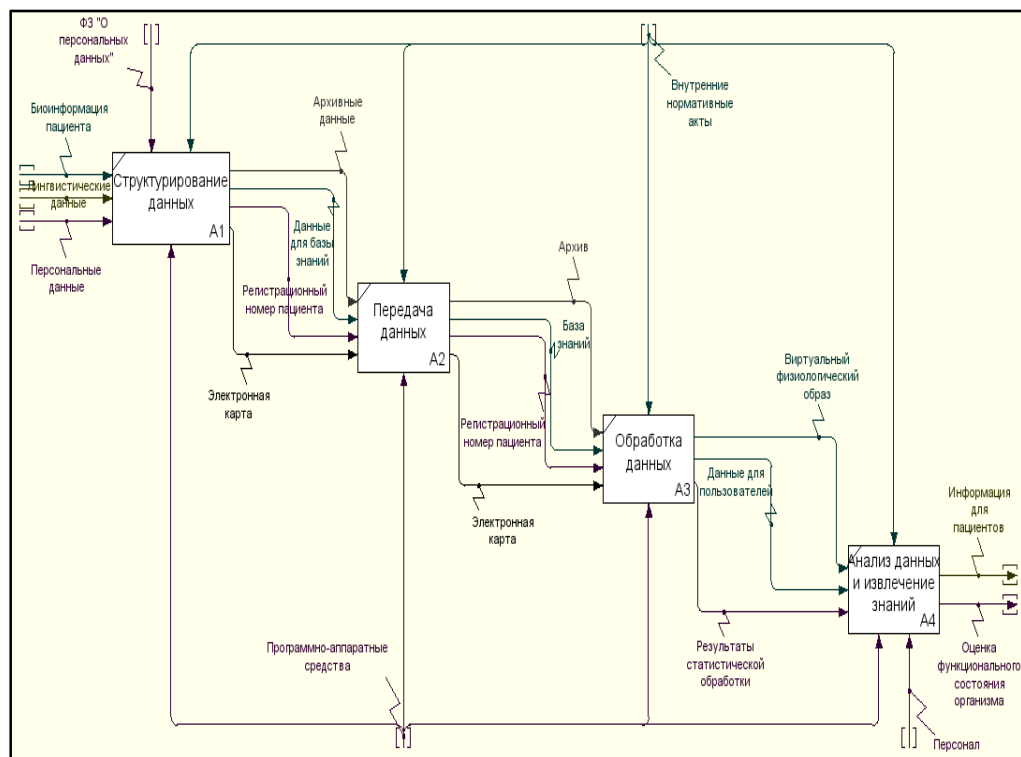 ФЗ "О
персональных
данных"
Биоинформация
пациента
Лингвистические
данные
Персональные
данные
Структурирование
данных
A1
Архивные
данные
Данные
для базы
знаний
Регистрационный
номер пациента
Электронная
карта
Внутренние
нормативные
акты
Передача
данных
A2
Архив
База
знаний
Регистрационный
номер пациента
Электронная
карта
Обработка
данных
A3
Виртуальный
физиологический
образ
Данные для
пользователей
Результаты
статистической
обработки
Анализ данных
и извлечение
знаний
A4
Информация
для
пациентов
Оценка
функционального
состояния
организма
Программно-аппаратные
средства
Персонал